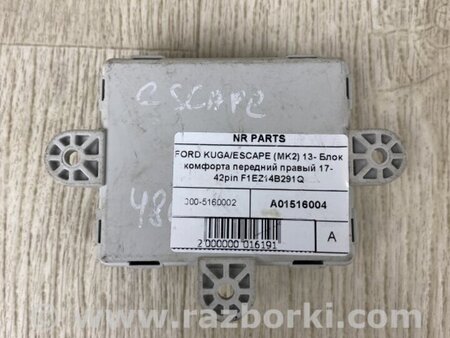 ESCAPE
NR PARTS
FORD KUGA/ESCAPE (MK2) 13- Блок
комфорта передний правый 17-
42pin F1EZ14B291Q
000-5160002
A01516004
A
2 000000 016191
www.razborki.com